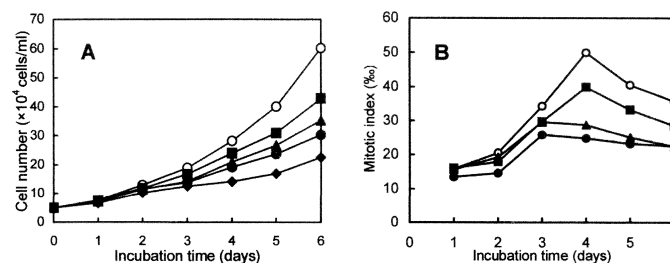 A
Cell number (×10⁴ cells/ml)
70
60
50
40
30
20
10
0
0 1 2 3 4 5 6
Incubation time (days)
B
Mitotic index (‰)
60
50
40
30
20
10
0
0 1 2 3 4 5
Incubation time (days)